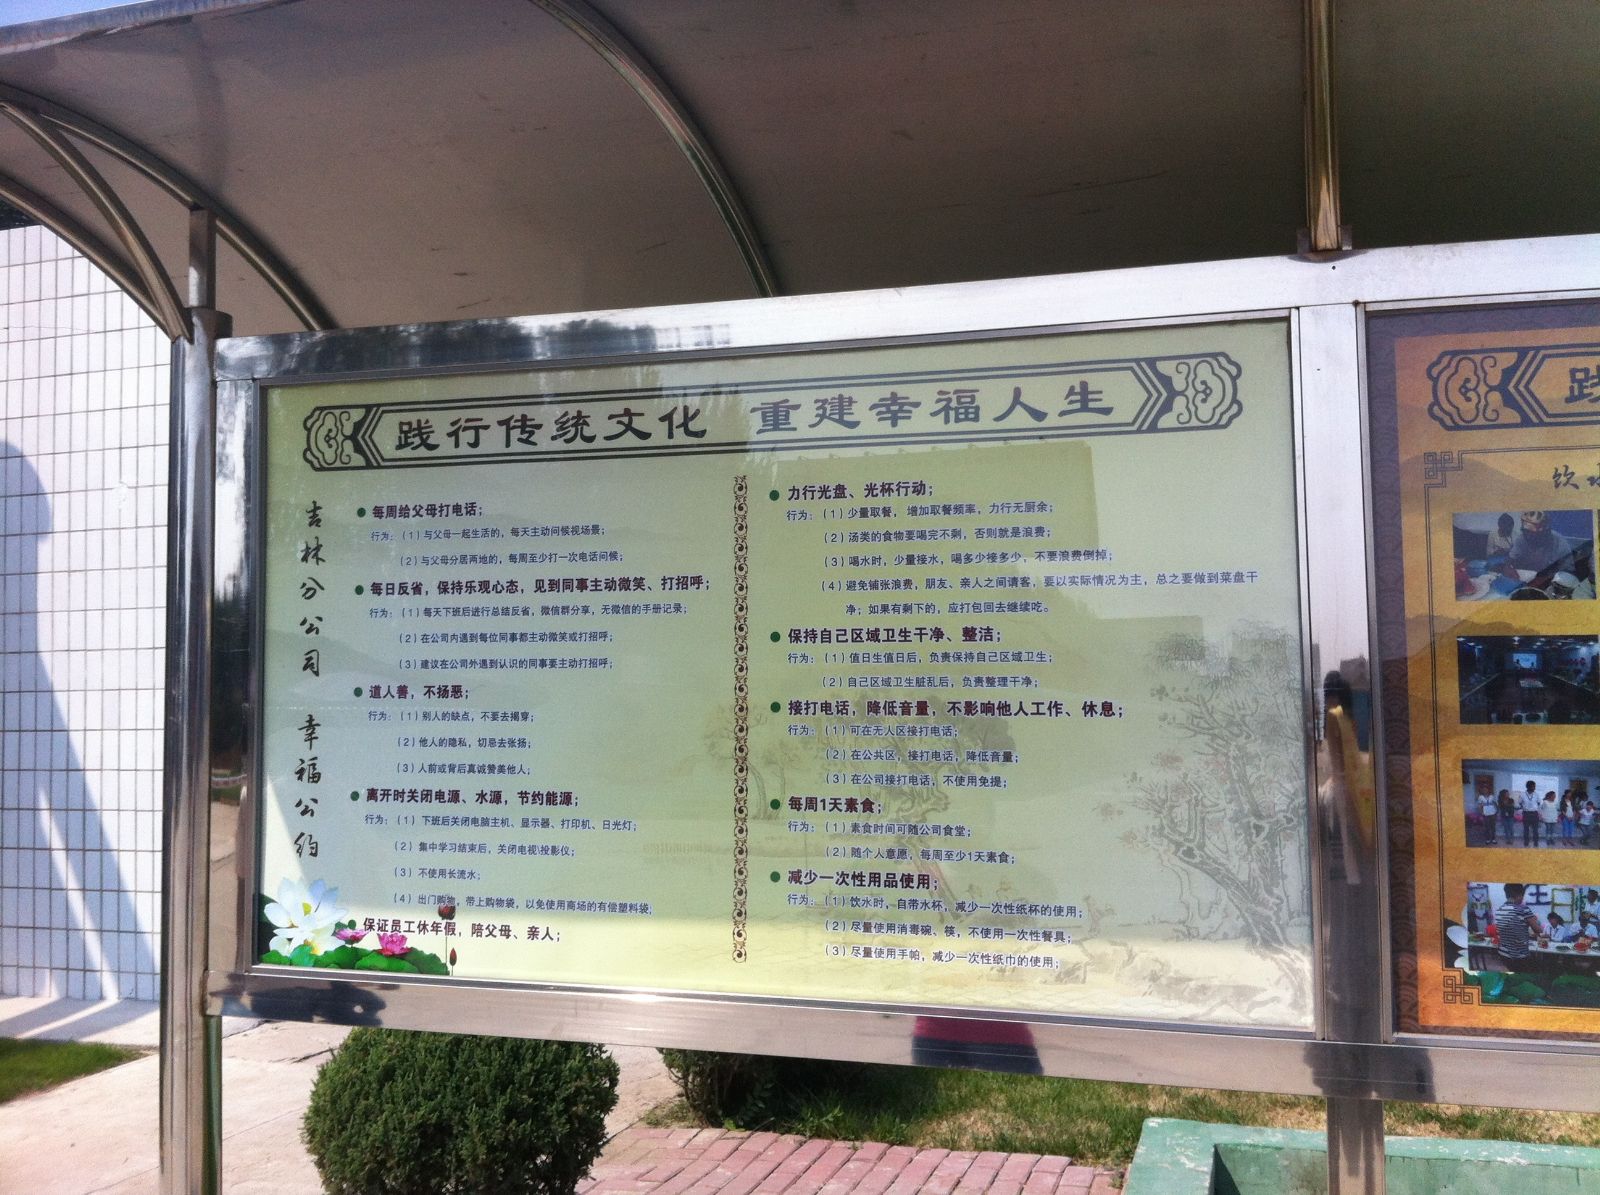 践行传统文化 重建幸福人生
吉林分公司 幸福公约
每周给父母打电话；
行为：（1）与父母一起生活的，每天主动问候视场景；
（2）与父母分居两地的，每周至少打一次电话问候；
每日反省，保持乐观心态，见到同事主动微笑、打招呼；
行为：（1）每天下班后进行总结反省，微信群分享，无微信的手册记录；
（2）在公司内遇到每位同事都主动微笑或打招呼；
（3）建议在公司外遇到认识的同事要主动打招呼；
道人善，不扬恶；
行为：（1）别人的缺点，不要去揭穿；
（2）他人的隐私，切忌去张扬；
（3）人前或背后真诚赞美他人；
离开时关闭电源、水源，节约能源；
行为：（1）下班后关闭电脑主机、显示器、打印机、日光灯；
（2）集中学习结束后，关闭电视\投影仪；
（3）不使用长流水；
（4）出门购物，带上购物袋，以免使用商场的有偿塑料袋；
保证员工休年假，陪父母、亲人；
力行光盘、光杯行动；
行为：（1）少量取餐，增加取餐频率，力行无厨余；
（2）汤类的食物要喝完不剩，否则就是浪费；
（3）喝水时，少量接水，喝多少接多少，不要浪费倒掉；
（4）避免铺张浪费，朋友、亲人之间请客，要以实际情况为主，总之要做到菜盘干
净；如果有剩下的，应打包回去继续吃。
保持自己区域卫生干净、整洁；
行为：（1）值日生值日后，负责保持自己区域卫生；
（2）自己区域卫生脏乱后，负责整理干净；
接打电话，降低音量，不影响他人工作、休息；
行为：（1）可在无人区接打电话；
（2）在公共区，接打电话，降低音量；
（3）在公司接打电话，不使用免提；
每周1天素食；
行为：（1）素食时间可随公司食堂；
（2）随个人意愿，每周至少1天素食；
减少一次性用品使用；
行为：（1）饮水时，自带水杯，减少一次性纸杯的使用；
（2）尽量使用消毒碗、筷，不使用一次性餐具；
（3）尽量使用手帕，减少一次性纸巾的使用；
践
饮水